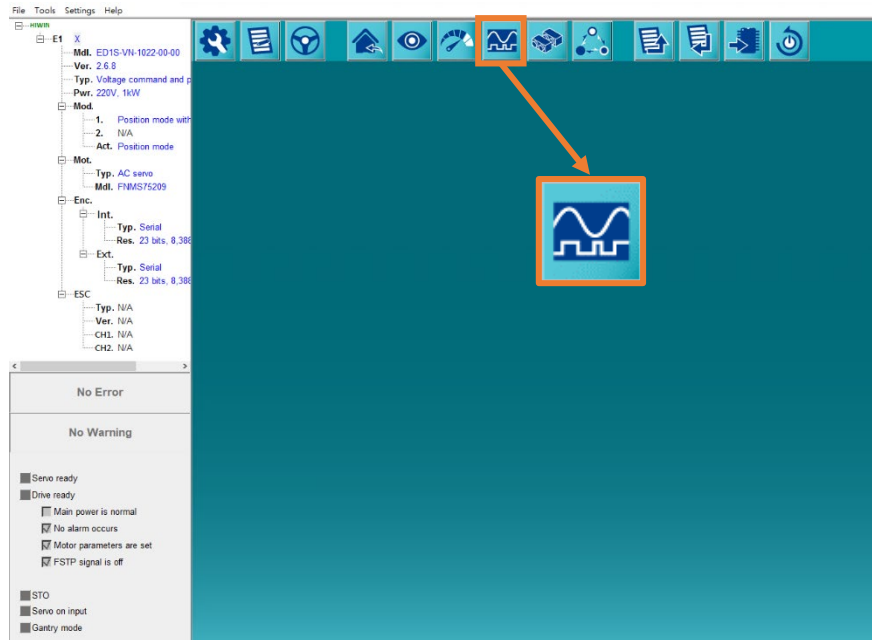 File Tools Settings Help
HIWIN
E1 X
Mdl. ED1S-VN-1022-00-00
Ver. 2.6.8
Typ. Voltage command and p
Pwr. 220V, 1kW
Mod.
1. Position mode with
2. N/A
Act. Position mode
Mot.
Typ. AC servo
Mdl. FNMS75209
Enc.
Int.
Typ. Serial
Res. 23 bits, 8,388
Ext.
Typ. Serial
Res. 23 bits, 8,388
ESC
Typ. N/A
Ver. N/A
CH1. N/A
CH2. N/A
No Error
No Warning
Servo ready
Drive ready
Main power is normal
No alarm occurs
Motor parameters are set
FSTP signal is off
STO
Servo on input
Gantry mode